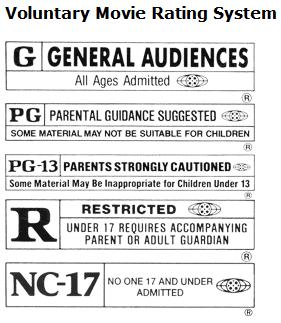 Voluntary Movie Rating System
G GENERAL AUDIENCES
All Ages Admitted
®
PG PARENTAL GUIDANCE SUGGESTED
SOME MATERIAL MAY NOT BE SUITABLE FOR CHILDREN
®
PG-13 PARENTS STRONGLY CAUTIONED
Some Material May Be Inappropriate for Children Under 13
®
R RESTRICTED
UNDER 17 REQUIRES ACCOMPANYING
PARENT OR ADULT GUARDIAN
®
NC-17 NO ONE 17 AND UNDER
ADMITTED
®